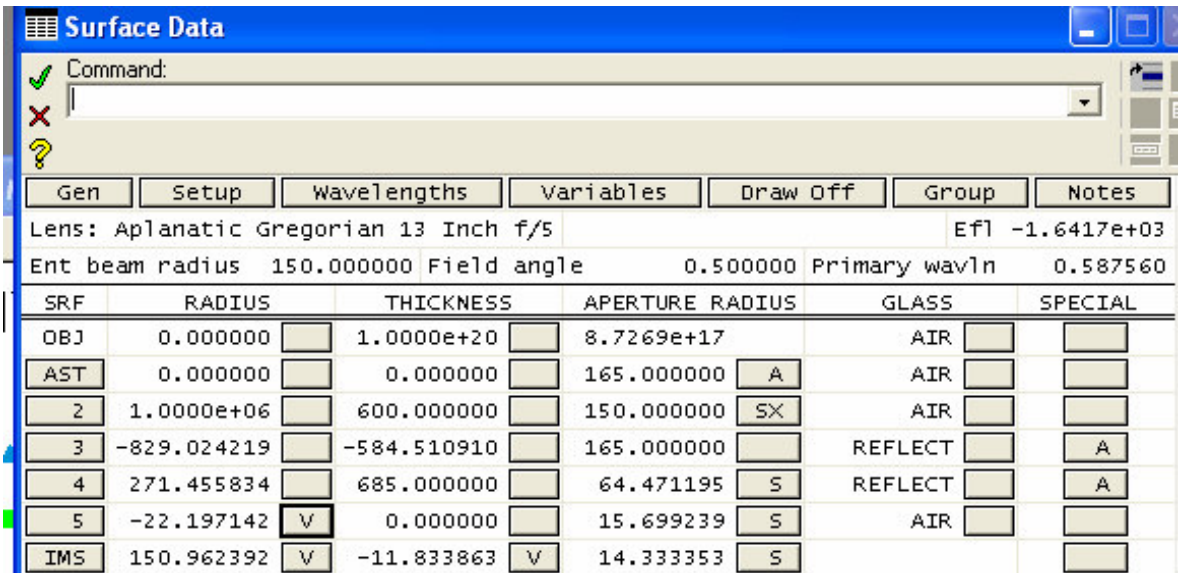 Surface Data
Command:
Gen Setup Wavelengths Variables Draw Off Group Notes
Lens: Aplanatic Gregorian 13 Inch f/5 Efl -1.6417e+03
Ent beam radius 150.000000 Field angle 0.500000 Primary wavln 0.587560
SRF RADIUS THICKNESS APERTURE RADIUS GLASS SPECIAL
OBJ 0.000000 1.0000e+20 8.7269e+17 AIR
AST 0.000000 0.000000 165.000000 A AIR
2 1.0000e+06 600.000000 150.000000 SX AIR
3 -829.024219 -584.510910 165.000000 REFLECT A
4 271.455834 685.000000 64.471195 S REFLECT A
5 -22.197142 V 0.000000 15.699239 S AIR
IMS 150.962392 V -11.833863 V 14.333353 S